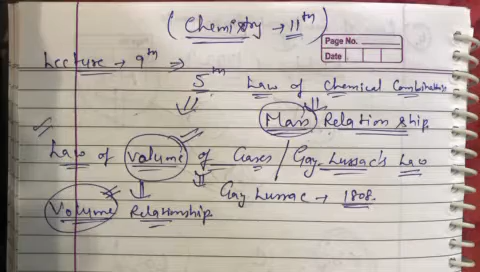 (Chemistry → 11th)
Page No.
Date
Lecture → 9th ⇒
5th Law of Chemical Combination
Mass Relationship
Law of Volume of Gases / Gay Lussac's Law
Gay Lussac → 1808.
Volume Relationship